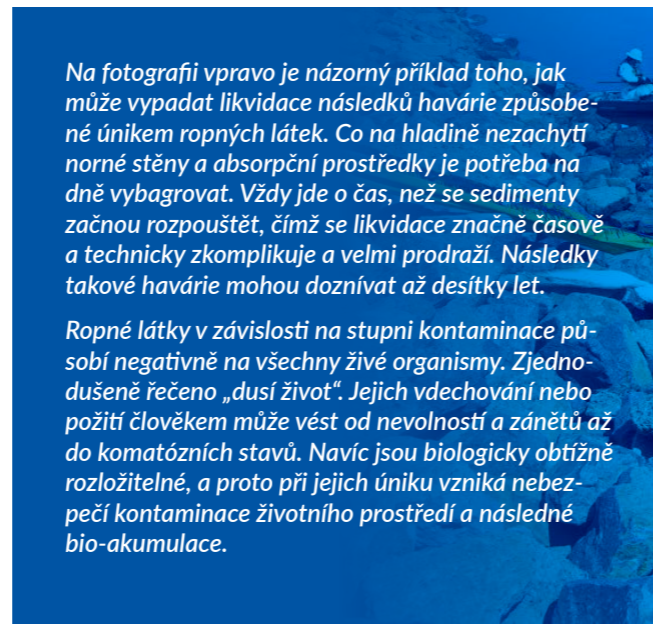 Na fotografii vpravo je názorný příklad toho, jak
může vypadat likvidace následků havárie způsobe-
né únikem ropných látek. Co na hladině nezachytí
norné stěny a absorpční prostředky je potřeba na
dně vybagrovat. Vždy jde o čas, než se sedimenty
začnou rozpouštět, čímž se likvidace značně časově
a technicky zkomplikuje a velmi prodraží. Následky
takové havárie mohou doznívat až desítky let.
Ropné látky v závislosti na stupni kontaminace pů-
sobí negativně na všechny živé organismy. Zjedno-
dušeně řečeno „dusí život“. Jejich vdechování nebo
požití člověkem může vést od nevolností a zánětů až
do komatózních stavů. Navíc jsou biologicky obtížně
rozložitelné, a proto při jejich úniku vzniká nebez-
pečí kontaminace životního prostředí a následné
bio-akumulace.